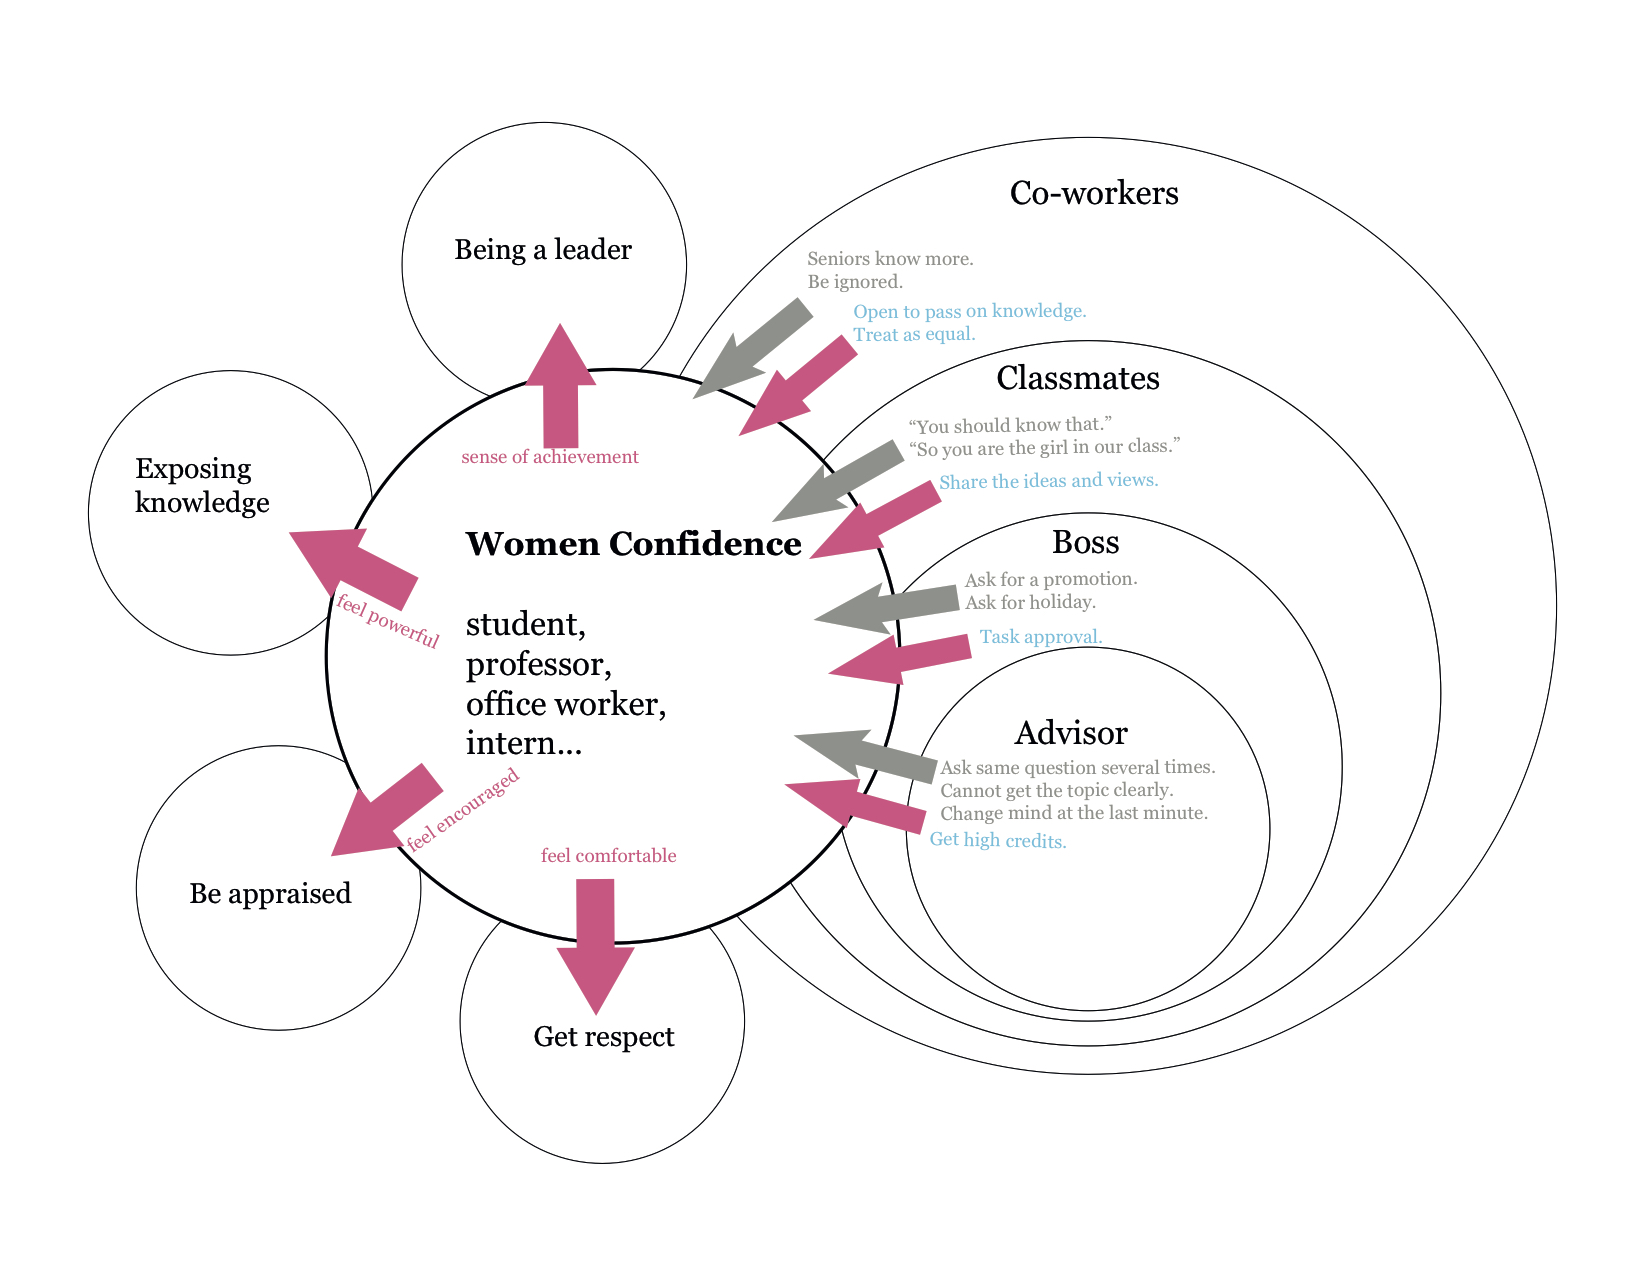 Co-workers
Being a leader
Seniors know more.
Be ignored.
Open to pass on knowledge.
Treat as equal.
Classmates
“You should know that.”
“So you are the girl in our class.”
Share the ideas and views.
sense of achievement
Exposing
knowledge
feel powerful
Women Confidence
student,
professor,
office worker,
intern...
Boss
Ask for a promotion.
Ask for holiday.
Task approval.
Advisor
Ask same question several times.
Cannot get the topic clearly.
Change mind at the last minute.
Get high credits.
feel encouraged
Be appraised
feel comfortable
Get respect